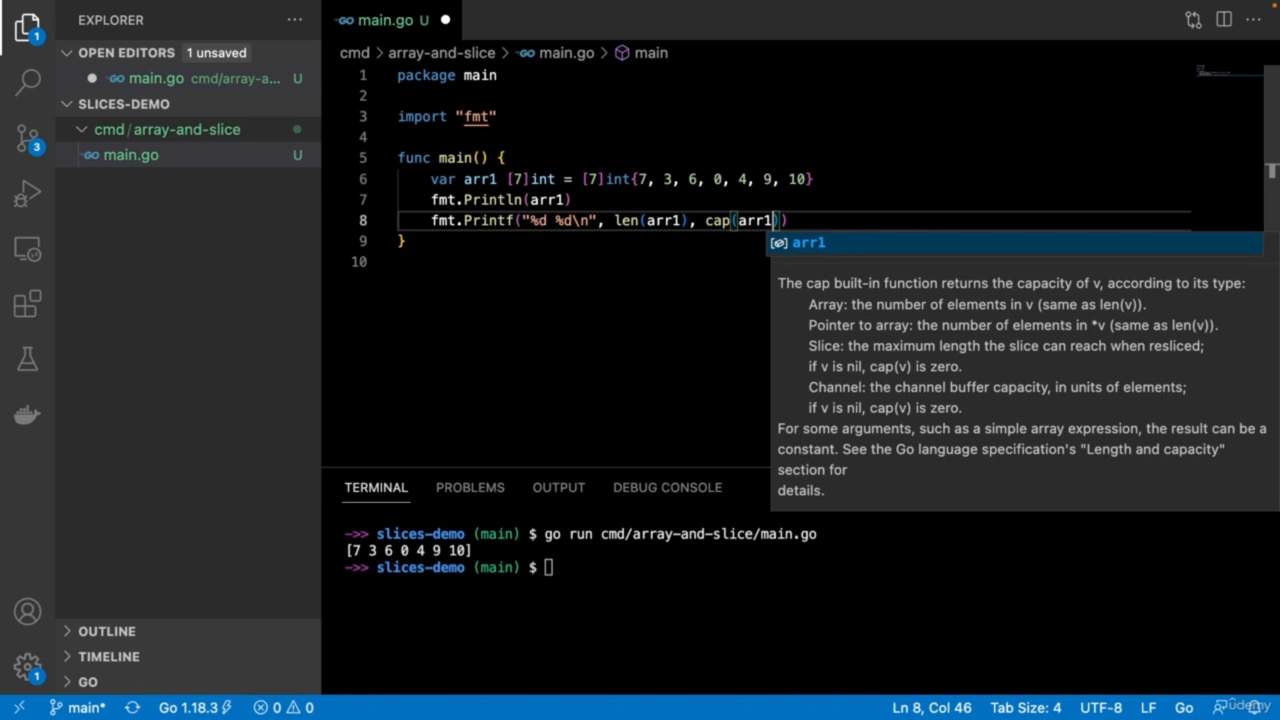 EXPLORER
OPEN EDITORS 1 unsaved
main.go cmd/array-a... U
SLICES-DEMO
cmd/array-and-slice
main.go U
OUTLINE
TIMELINE
GO
1
3
1
main.go U
cmd > array-and-slice > main.go > main
1 package main
2
3 import "fmt"
4
5 func main() {
6 var arr1 [7]int = [7]int{7, 3, 6, 0, 4, 9, 10}
7 fmt.Println(arr1)
8 fmt.Printf("%d %d\n", len(arr1), cap(arr1))
9 }
10
arr1
The cap built-in function returns the capacity of v, according to its type:
Array: the number of elements in v (same as len(v)).
Pointer to array: the number of elements in *v (same as len(v)).
Slice: the maximum length the slice can reach when resliced;
if v is nil, cap(v) is zero.
Channel: the channel buffer capacity, in units of elements;
if v is nil, cap(v) is zero.
For some arguments, such as a simple array expression, the result can be a
constant. See the Go language specification's "Length and capacity"
section for
details.
TERMINAL PROBLEMS OUTPUT DEBUG CONSOLE
->> slices-demo (main) $ go run cmd/array-and-slice/main.go
[7 3 6 0 4 9 10]
->> slices-demo (main) $
main* Go 1.18.3 0 0 Ln 8, Col 46 Tab Size: 4 UTF-8 LF Go
Udemy